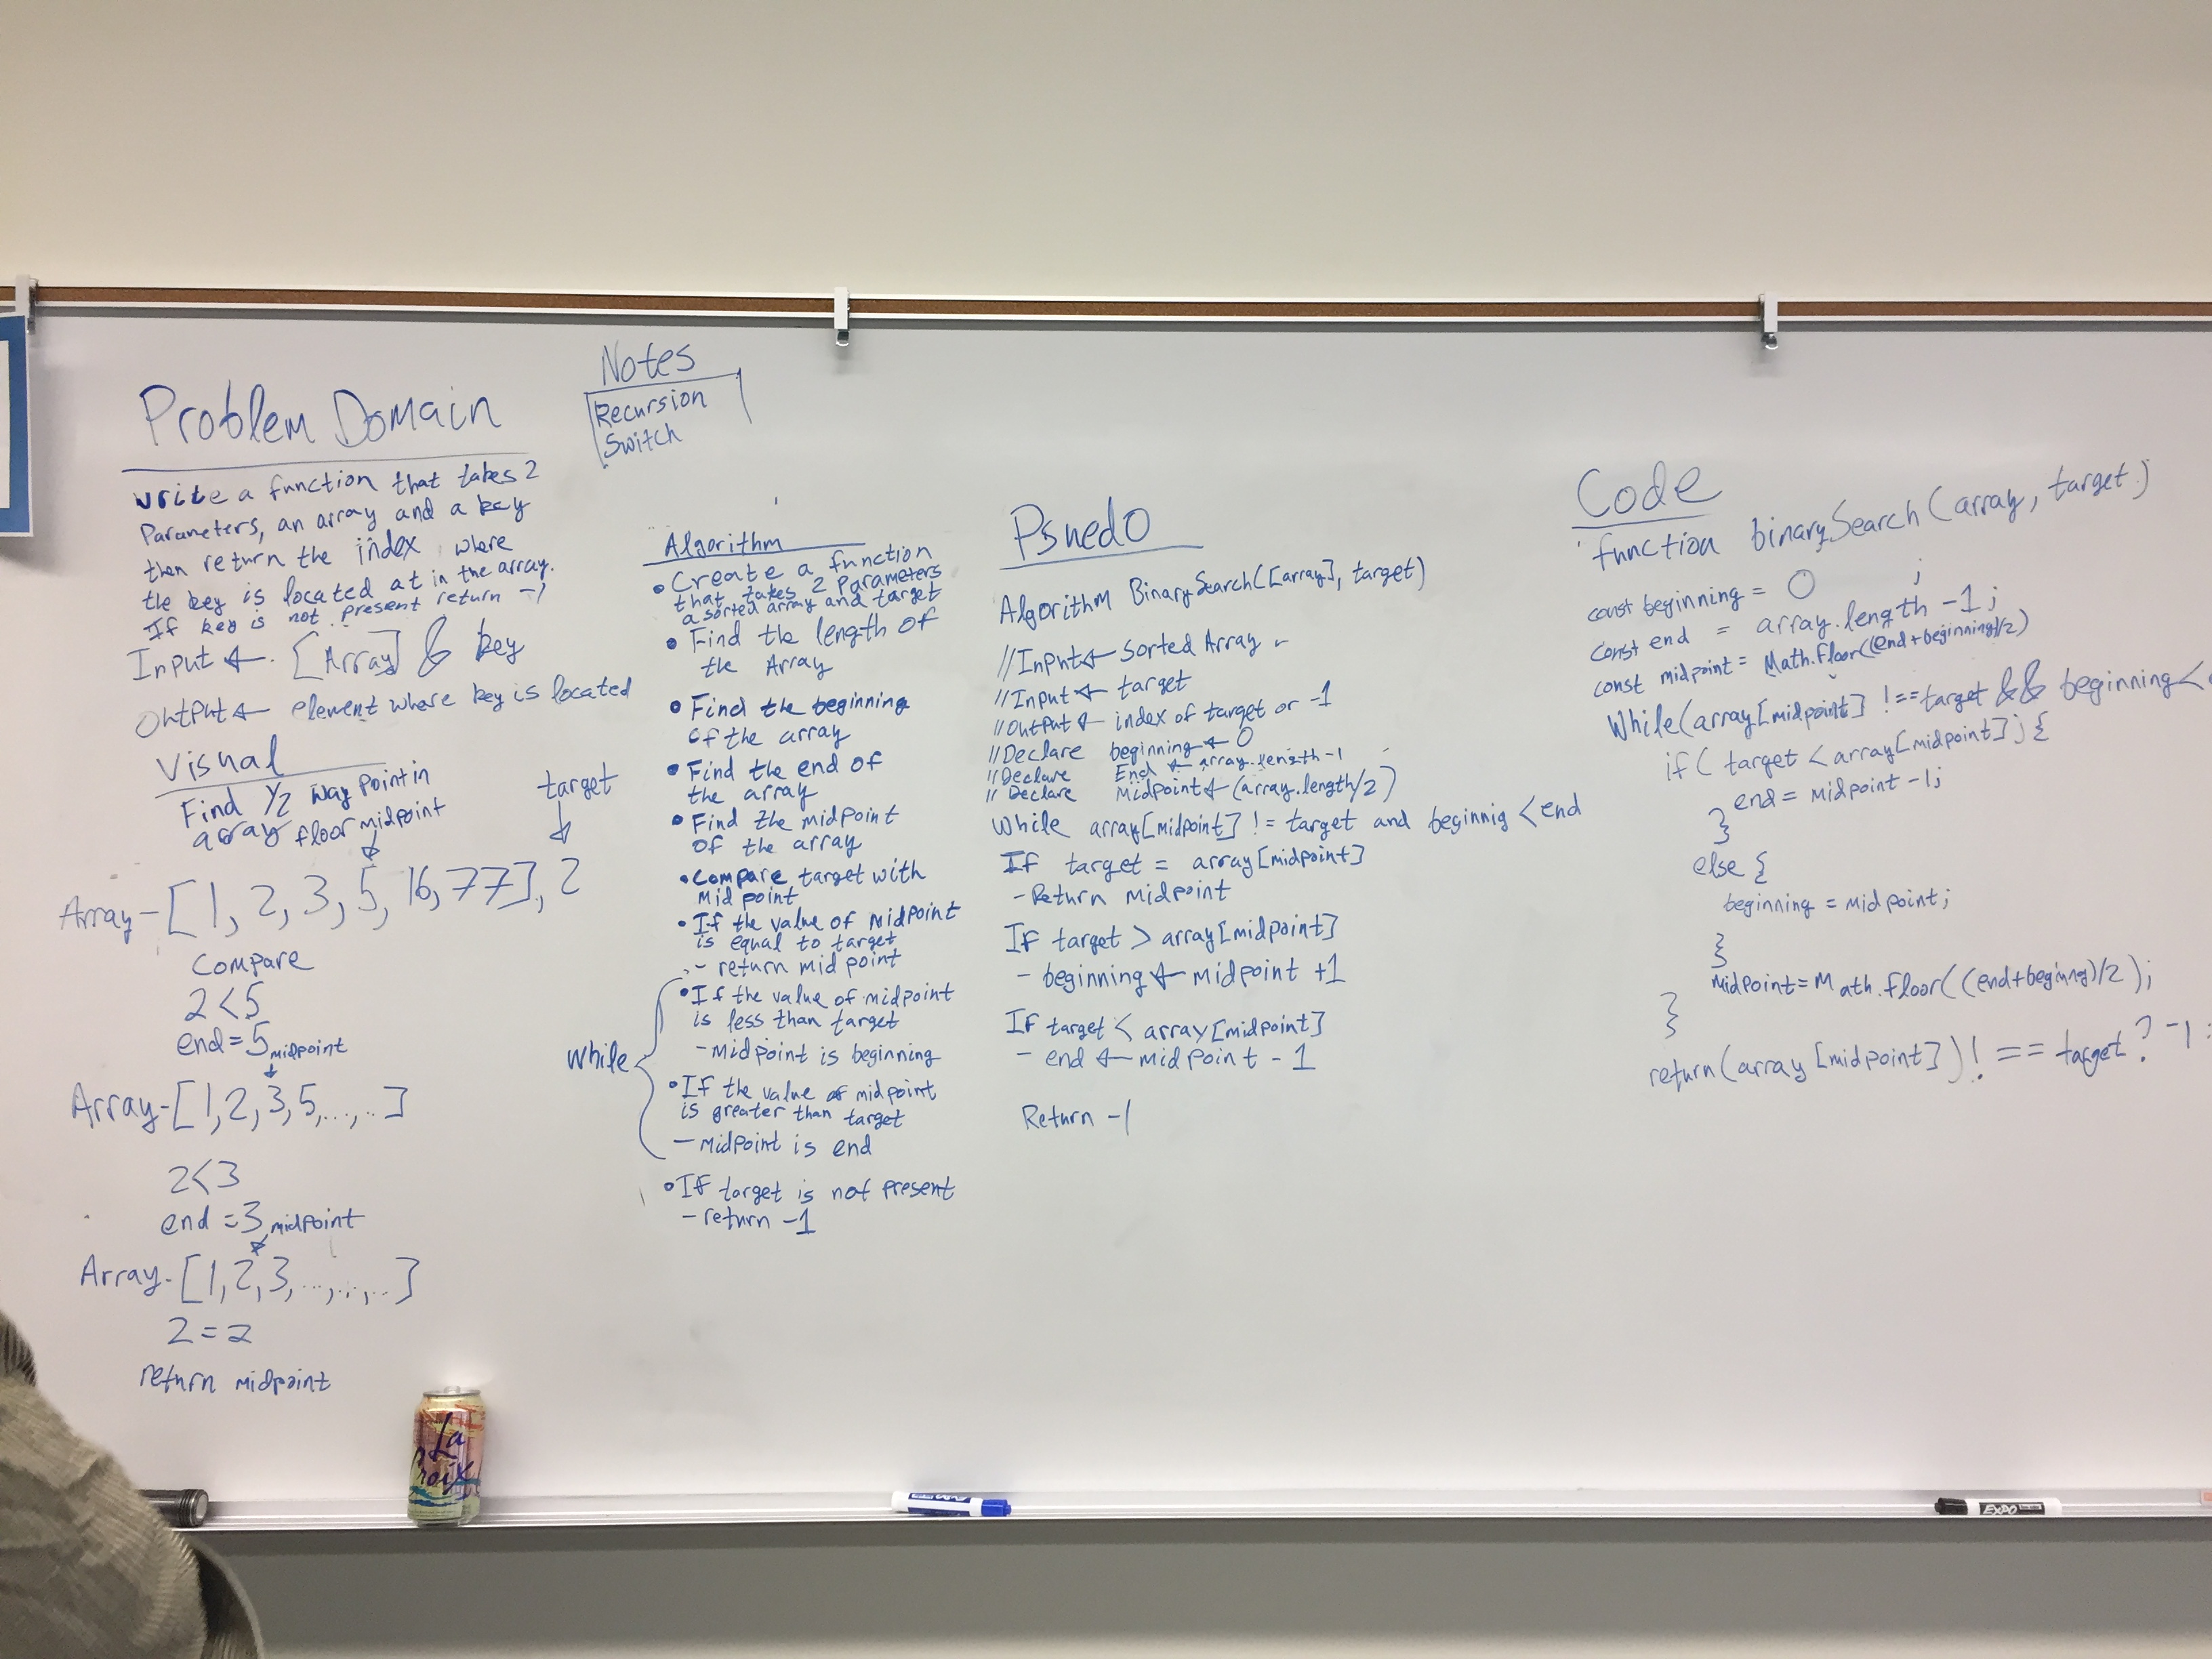 Problem Domain
write a function that takes 2
Parameters, an array and a key
then return the index where
the key is located at in the array.
If key is not present return -1
Input ← [Array] & key
Output ← element where key is located
Visual
Find 1/2 way point in
array floor midpoint
target
Array - [1, 2, 3, 5, 16, 77], 2
Compare
2 < 5
end = 5
midpoint
Array - [1, 2, 3, 5, ..., ..]
2 < 3
end = 3
midpoint
Array - [1, 2, 3, ..., ..., ..]
2 = 2
return midpoint
Notes
Recursion
Switch
Algorithm
• Create a function
that takes 2 parameters
a sorted array and target
• Find the length of
the Array
• Find the beginning
of the array
• Find the end of
the array
• Find the midpoint
of the array
• Compare target with
mid point
• If the value of midpoint
is equal to target
- return mid point
while
• If the value of midpoint
is less than target
- midpoint is beginning
• If the value of midpoint
is greater than target
- midpoint is end
• If target is not present
- return -1
Psuedo
Algorithm BinarySearch([array], target)
// Input ← Sorted Array
// Input ← target
// Output ← index of target or -1
// Declare beginning ← 0
// Declare End ← array.length -1
// Declare Midpoint ← (array.length/2)
While array[midpoint] != target and beginnig < end
If target = array[midpoint]
- Return midpoint
If target > array[midpoint]
- beginning ← midpoint +1
If target < array[midpoint]
- end ← midpoint - 1
Return -1
Code
function binarySearch(array, target)
const beginning = 0 ;
const end = array.length -1;
const midpoint = Math.floor((end+beginning)/2)
While(array[midpoint] !== target && beginning <
if( target < array[midpoint]) {
end = midpoint -1;
}
else {
beginning = midpoint;
}
midpoint = Math.floor((end+beginng)/2);
}
return(array[midpoint])! == target? -1 :
La
Croix
EXPO